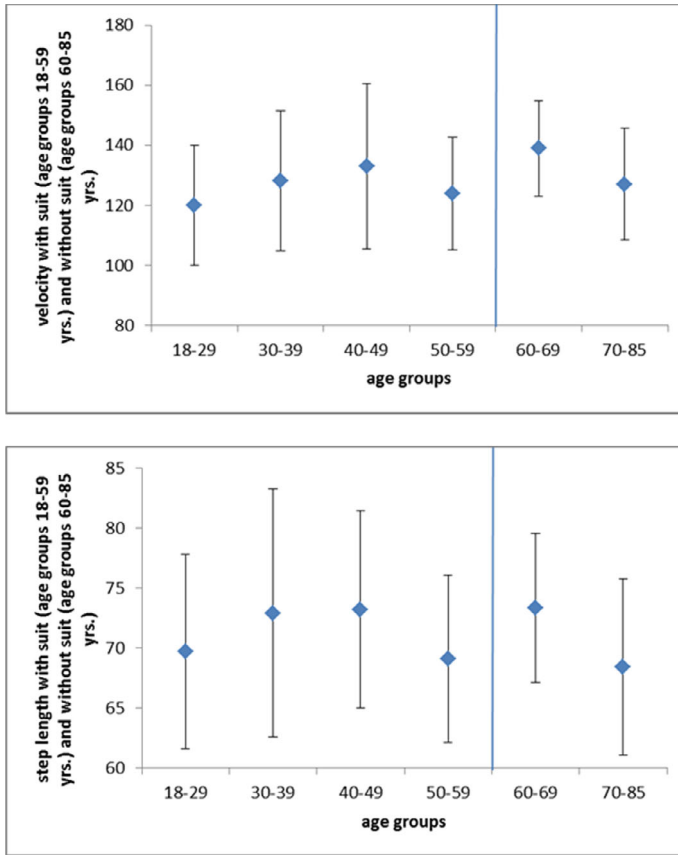 velocity with suit (age groups 18-59
yrs.) and without suit (age groups 60-85
yrs.)
180
160
140
120
100
80
18-29 30-39 40-49 50-59 60-69 70-85
age groups
step length with suit (age groups 18-59
yrs.) and without suit (age groups 60-85
yrs.)
85
80
75
70
65
60
18-29 30-39 40-49 50-59 60-69 70-85
age groups